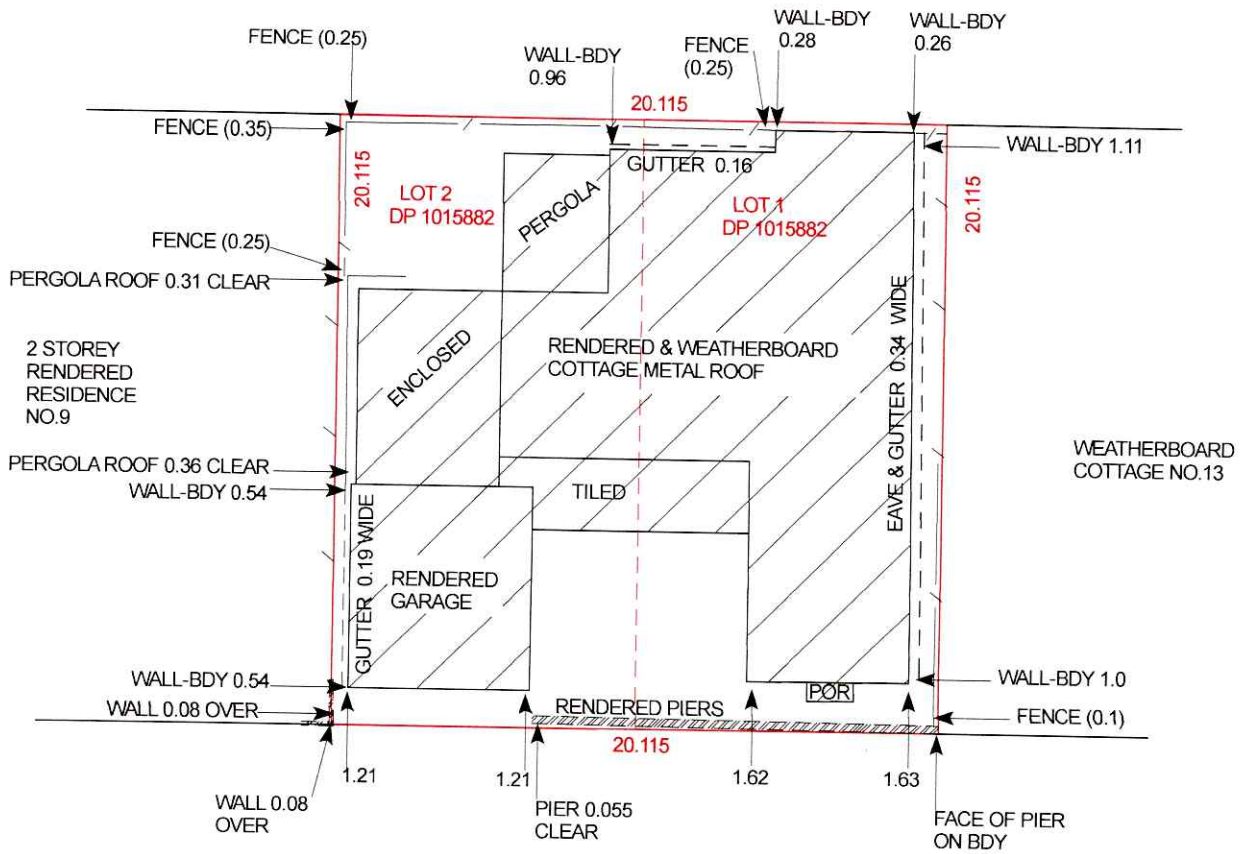 FENCE (0.25)
WALL-BDY
0.96
FENCE
(0.25)
WALL-BDY
0.28
WALL-BDY
0.26
20.115
FENCE (0.35)
WALL-BDY 1.11
GUTTER 0.16
20.115
LOT 2
DP 1015882
PERGOLA
LOT 1
DP 1015882
20.115
FENCE (0.25)
PERGOLA ROOF 0.31 CLEAR
2 STOREY
RENDERED
RESIDENCE
NO.9
ENCLOSED
RENDERED & WEATHERBOARD
COTTAGE METAL ROOF
EAVE & GUTTER 0.34 WIDE
WEATHERBOARD
COTTAGE NO.13
PERGOLA ROOF 0.36 CLEAR
WALL-BDY 0.54
TILED
GUTTER 0.19 WIDE
RENDERED
GARAGE
WALL-BDY 0.54
WALL-BDY 1.0
POR
WALL 0.08 OVER
RENDERED PIERS
FENCE (0.1)
20.115
1.21
1.21
1.62
1.63
WALL 0.08
OVER
PIER 0.055
CLEAR
FACE OF PIER
ON BDY